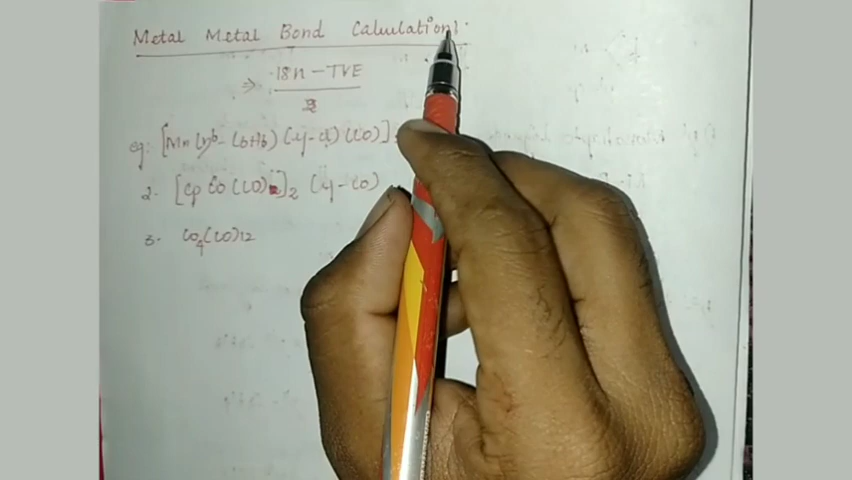 Metal Metal Bond Calculation:
⇒ 18n - TVE
2
eg: [Mn (η⁶- C6H6) (μ-Cl) (CO)]
2. [Cp Co (CO)2]2 (μ-CO)
3. Co4(CO)12